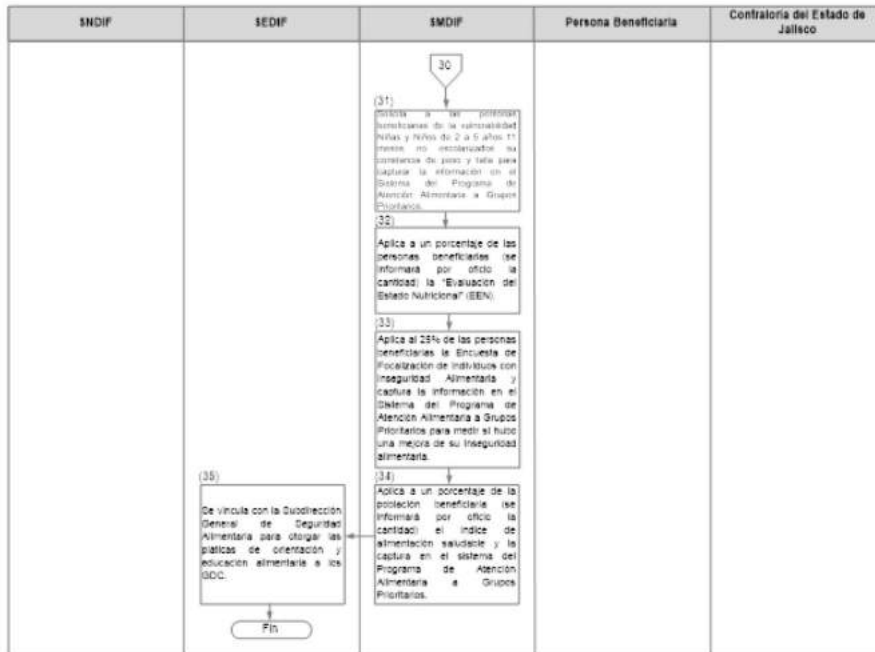 SNDIF
SEDIF
SMDIF
Persona Beneficiaria
Contraloría del Estado de
Jalisco
30
(31)
Solicita a las personas
beneficiarias de la vulnerabilidad
Niñas y Niños de 2 a 5 años 11
meses no escolarizados su
constancia de peso y talla para
capturar la información en el
Sistema del Programa de
Atención Alimentaria a Grupos
Prioritarios.
(32)
Aplica a un porcentaje de las
personas beneficiarias (se
informará por oficio la
cantidad) la "Evaluación del
Estado Nutricional" (EEN).
(33)
Aplica al 25% de las personas
beneficiarias la Encuesta de
Focalización de Individuos con
Inseguridad Alimentaria y
captura la información en el
Sistema del Programa de
Atención Alimentaria a Grupos
Prioritarios para medir si hubo
una mejora de su inseguridad
alimentaria.
(34)
Aplica a un porcentaje de la
población beneficiaria (se
informará por oficio la
cantidad) el índice de
alimentación saludable y la
captura en el sistema del
Programa de Atención
Alimentaria a Grupos
Prioritarios.
(35)
Se vincula con la Subdirección
General de Seguridad
Alimentaria para otorgar las
pláticas de orientación y
educación alimentaria a los
GDC.
Fin